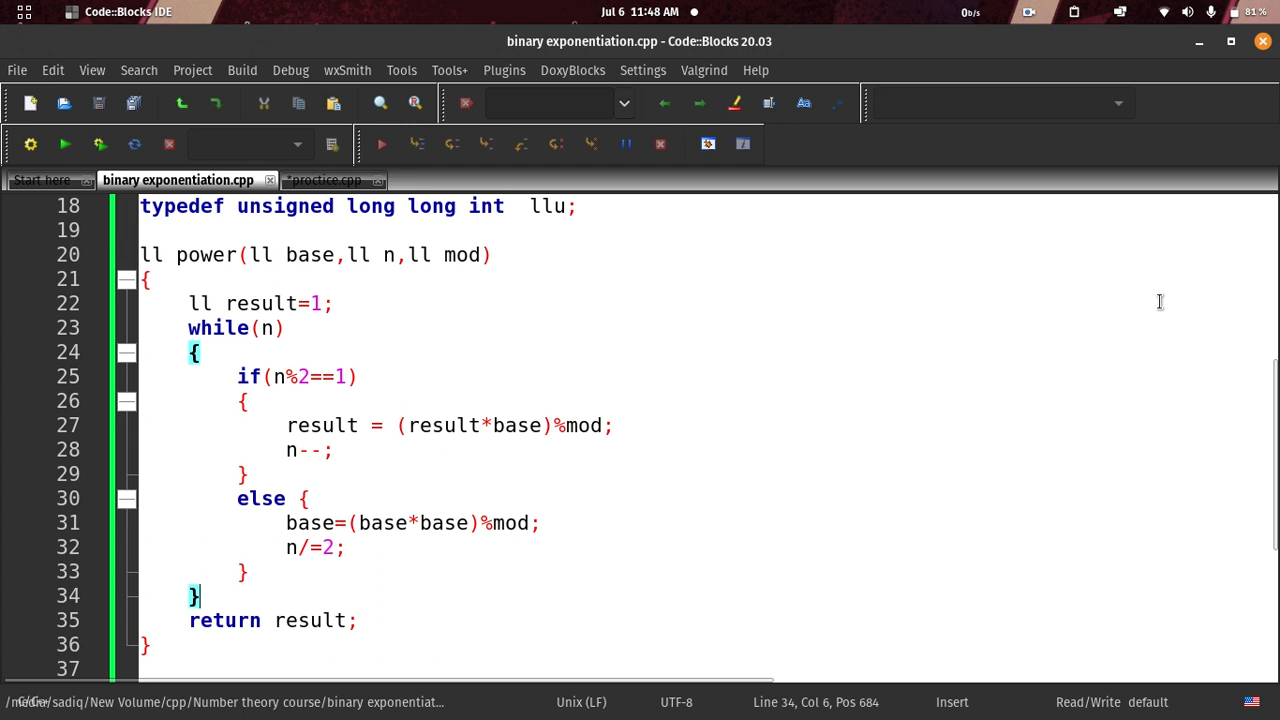 Code::Blocks IDE
Jul 6 11:48 AM
0b/s
81 %
binary exponentiation.cpp - Code::Blocks 20.03
File Edit View Search Project Build Debug wxSmith Tools Tools+ Plugins DoxyBlocks Settings Valgrind Help
Start here binary exponentiation.cpp *proctice.cpp
18 typedef unsigned long long int  llu;
19
20 ll power(ll base,ll n,ll mod)
21 {
22     ll result=1;
23     while(n)
24     {
25         if(n%2==1)
26         {
27             result = (result*base)%mod;
28             n--;
29         }
30         else {
31             base=(base*base)%mod;
32             n/=2;
33         }
34     }
35     return result;
36 }
37
/media/sadiq/New Volume/cpp/Number theory course/binary exponentiat... Unix (LF) UTF-8 Line 34, Col 6, Pos 684 Insert Read/Write default